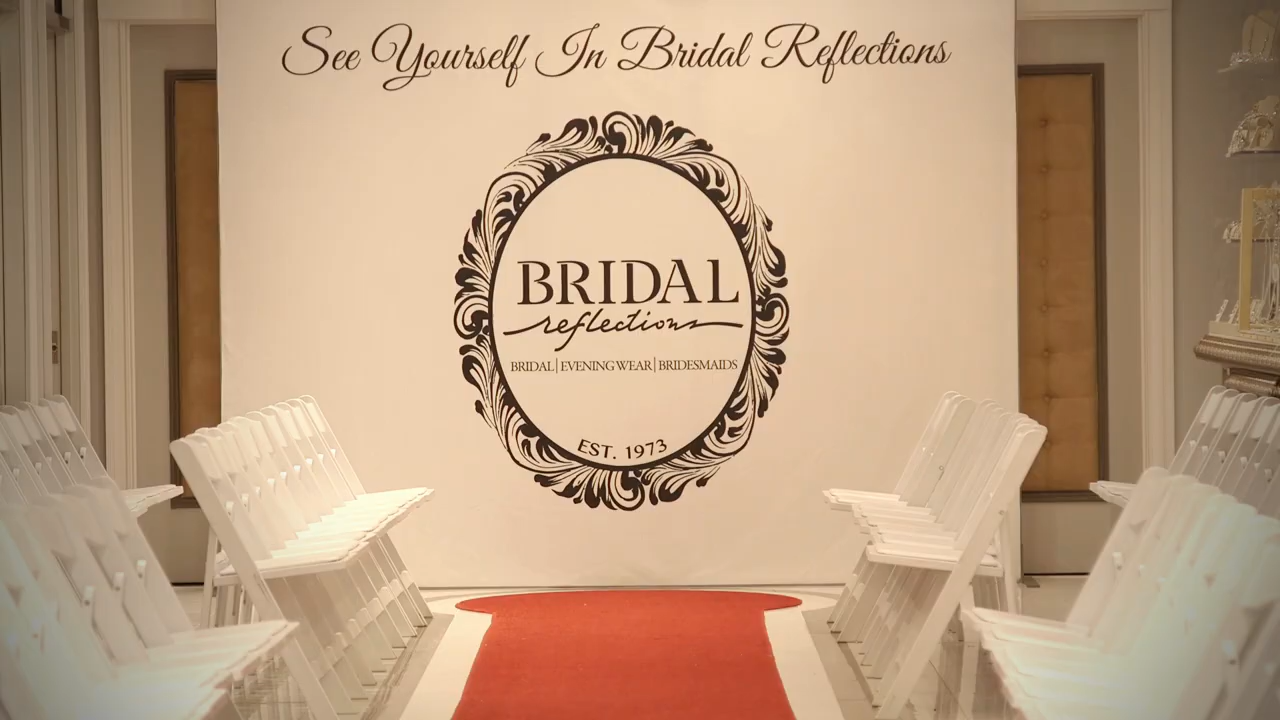 See Yourself In Bridal Reflections
BRIDAL
reflections
BRIDAL|EVENING WEAR|BRIDESMAIDS
EST. 1973